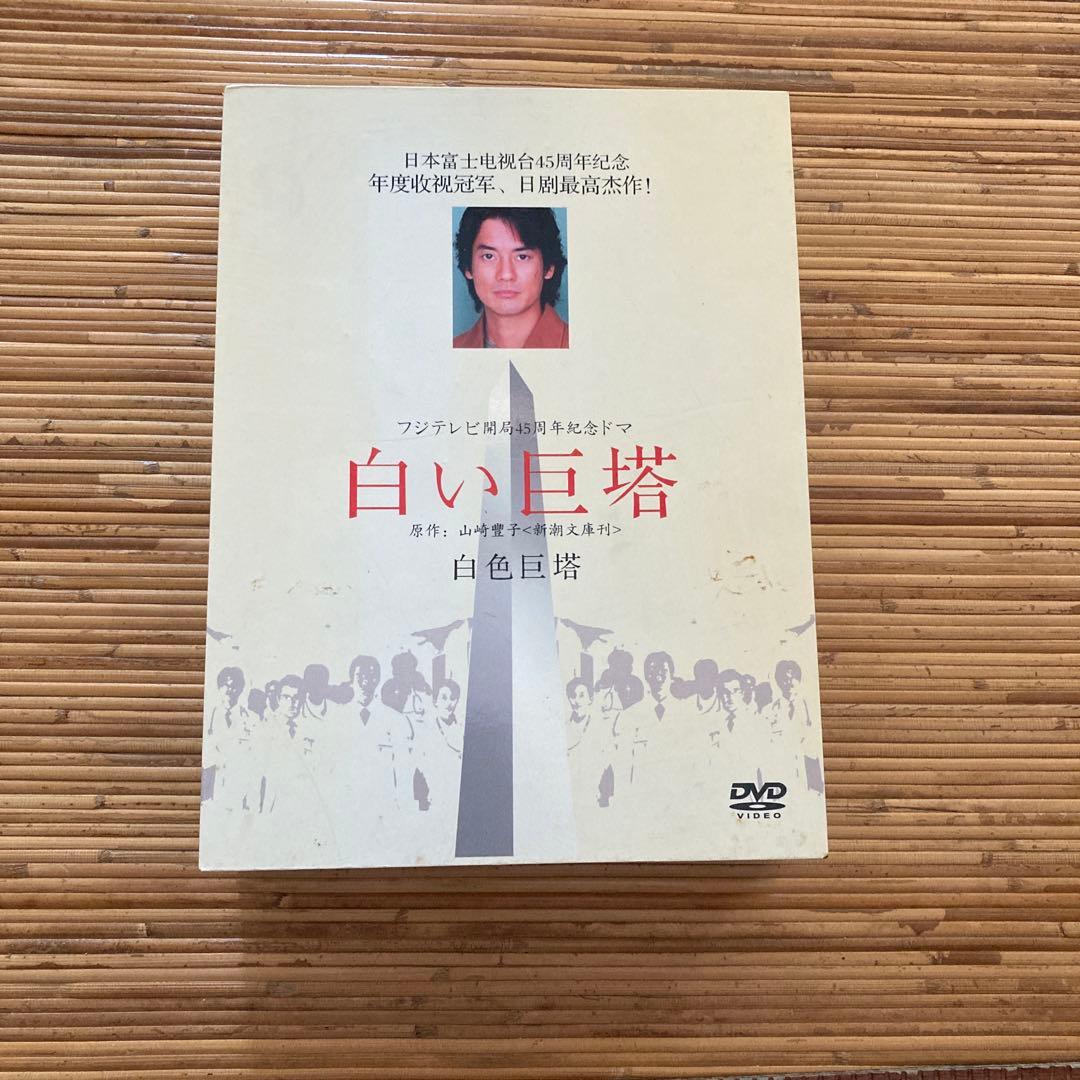 日本富士电视台45周年纪念
年度收视冠军、日剧最高杰作!
フジテレビ開局45周年紀念ドマ
白い巨塔
原作: 山崎豐子<新潮文庫刊>
白色巨塔
DVD
VIDEO